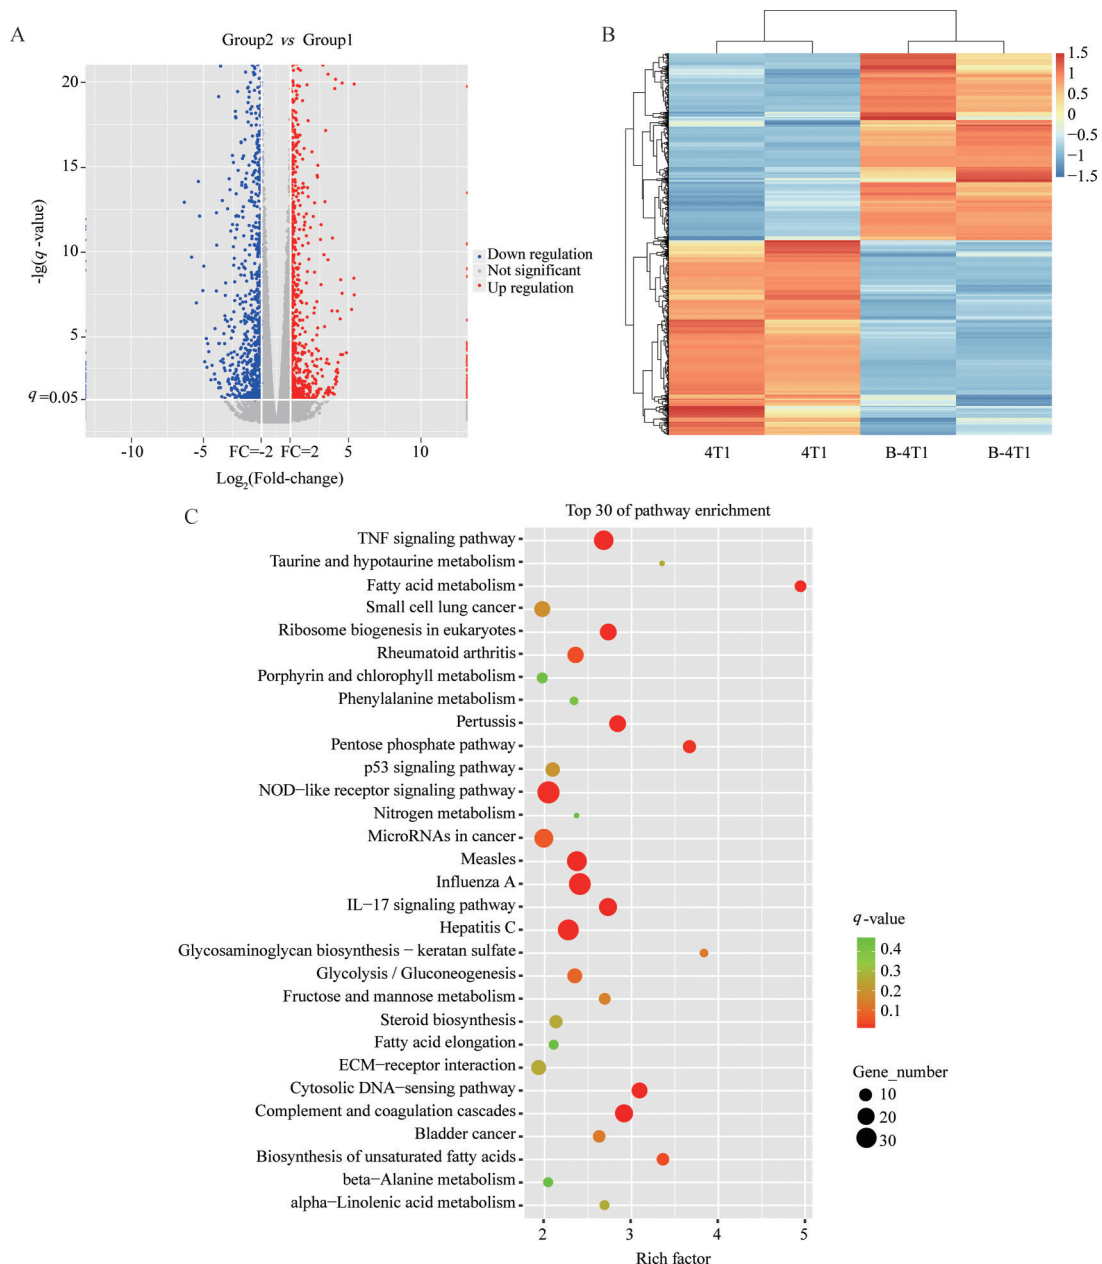 A
Group2 vs Group1
20
15
10
5
q=0.05
-lg(q -value)
-10
-5
FC=-2
FC=2
5
10
Log2(Fold-change)
Down regulation
Not significant
Up regulation
B
1.5
1
0.5
0
−0.5
−1
−1.5
4T1
4T1
B-4T1
B-4T1
C
Top 30 of pathway enrichment
TNF signaling pathway
Taurine and hypotaurine metabolism
Fatty acid metabolism
Small cell lung cancer
Ribosome biogenesis in eukaryotes
Rheumatoid arthritis
Porphyrin and chlorophyll metabolism
Phenylalanine metabolism
Pertussis
Pentose phosphate pathway
p53 signaling pathway
NOD−like receptor signaling pathway
Nitrogen metabolism
MicroRNAs in cancer
Measles
Influenza A
IL−17 signaling pathway
Hepatitis C
Glycosaminoglycan biosynthesis − keratan sulfate
Glycolysis / Gluconeogenesis
Fructose and mannose metabolism
Steroid biosynthesis
Fatty acid elongation
ECM−receptor interaction
Cytosolic DNA−sensing pathway
Complement and coagulation cascades
Bladder cancer
Biosynthesis of unsaturated fatty acids
beta−Alanine metabolism
alpha−Linolenic acid metabolism
2
3
4
5
Rich factor
q-value
0.4
0.3
0.2
0.1
Gene_number
10
20
30